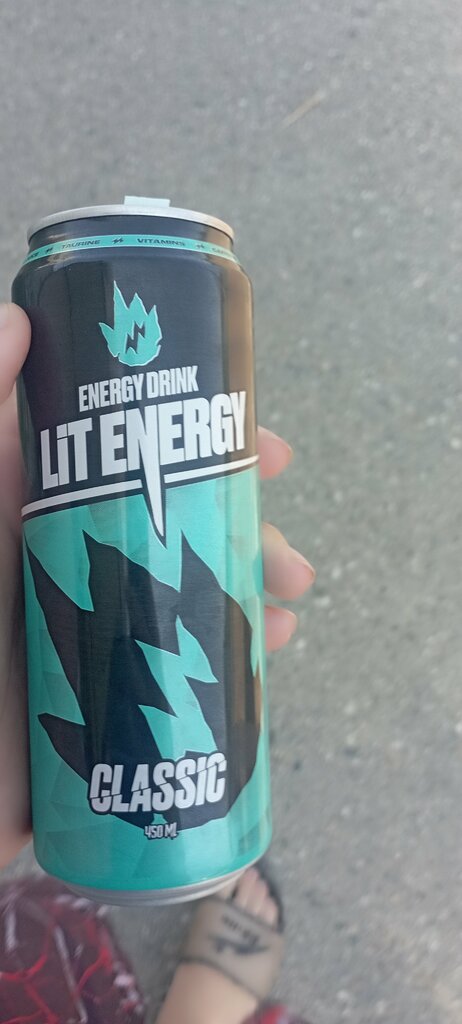 TAURINE VITAMINS
ENERGY DRINK
LiT ENERGY
CLASSIC
450 ML